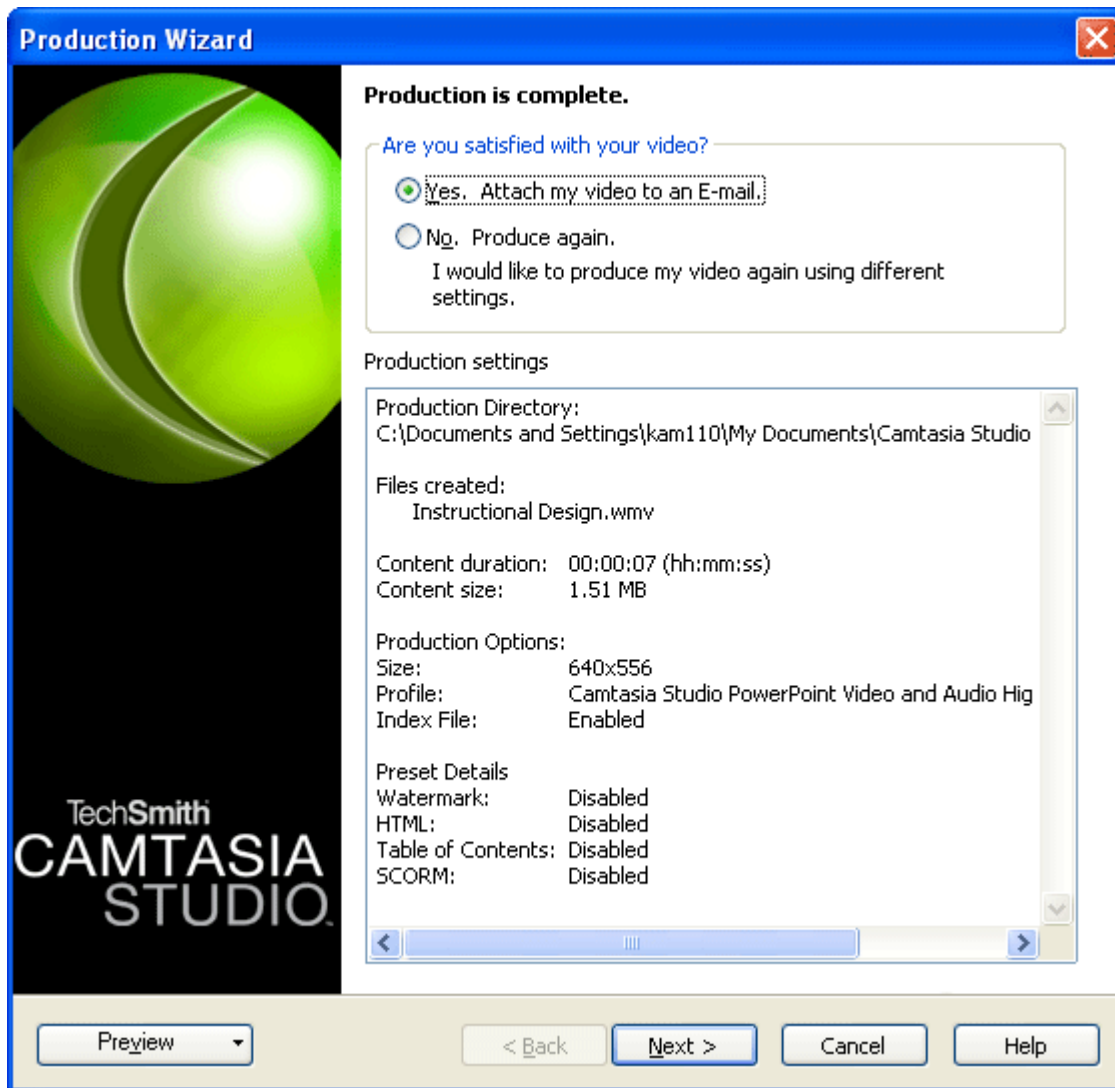 Production Wizard
Production is complete.
Are you satisfied with your video?
Yes. Attach my video to an E-mail.
No. Produce again.
I would like to produce my video again using different
settings.
Production settings
Production Directory:
C:\Documents and Settings\kam110\My Documents\Camtasia Studio
Files created:
Instructional Design.wmv
Content duration: 00:00:07 (hh:mm:ss)
Content size: 1.51 MB
Production Options:
Size: 640x556
Profile: Camtasia Studio PowerPoint Video and Audio Hig
Index File: Enabled
Preset Details
Watermark: Disabled
HTML: Disabled
Table of Contents: Disabled
SCORM: Disabled
TechSmith
CAMTASIA
STUDIO
Preview
< Back
Next >
Cancel
Help